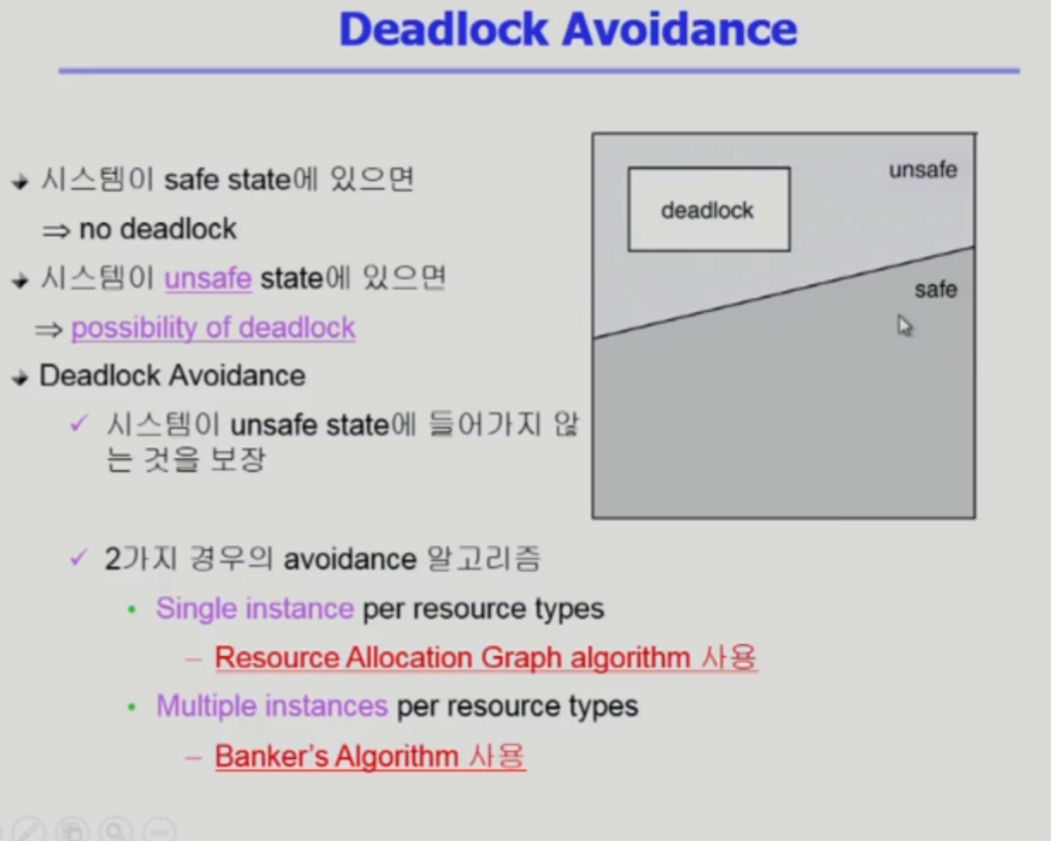 Deadlock Avoidance
시스템이 safe state에 있으면
⇒ no deadlock
시스템이 unsafe state에 있으면
⇒ possibility of deadlock
Deadlock Avoidance
✓ 시스템이 unsafe state에 들어가지 않
는 것을 보장
✓ 2가지 경우의 avoidance 알고리즘
• Single instance per resource types
– Resource Allocation Graph algorithm 사용
• Multiple instances per resource types
– Banker's Algorithm 사용
unsafe
deadlock
safe